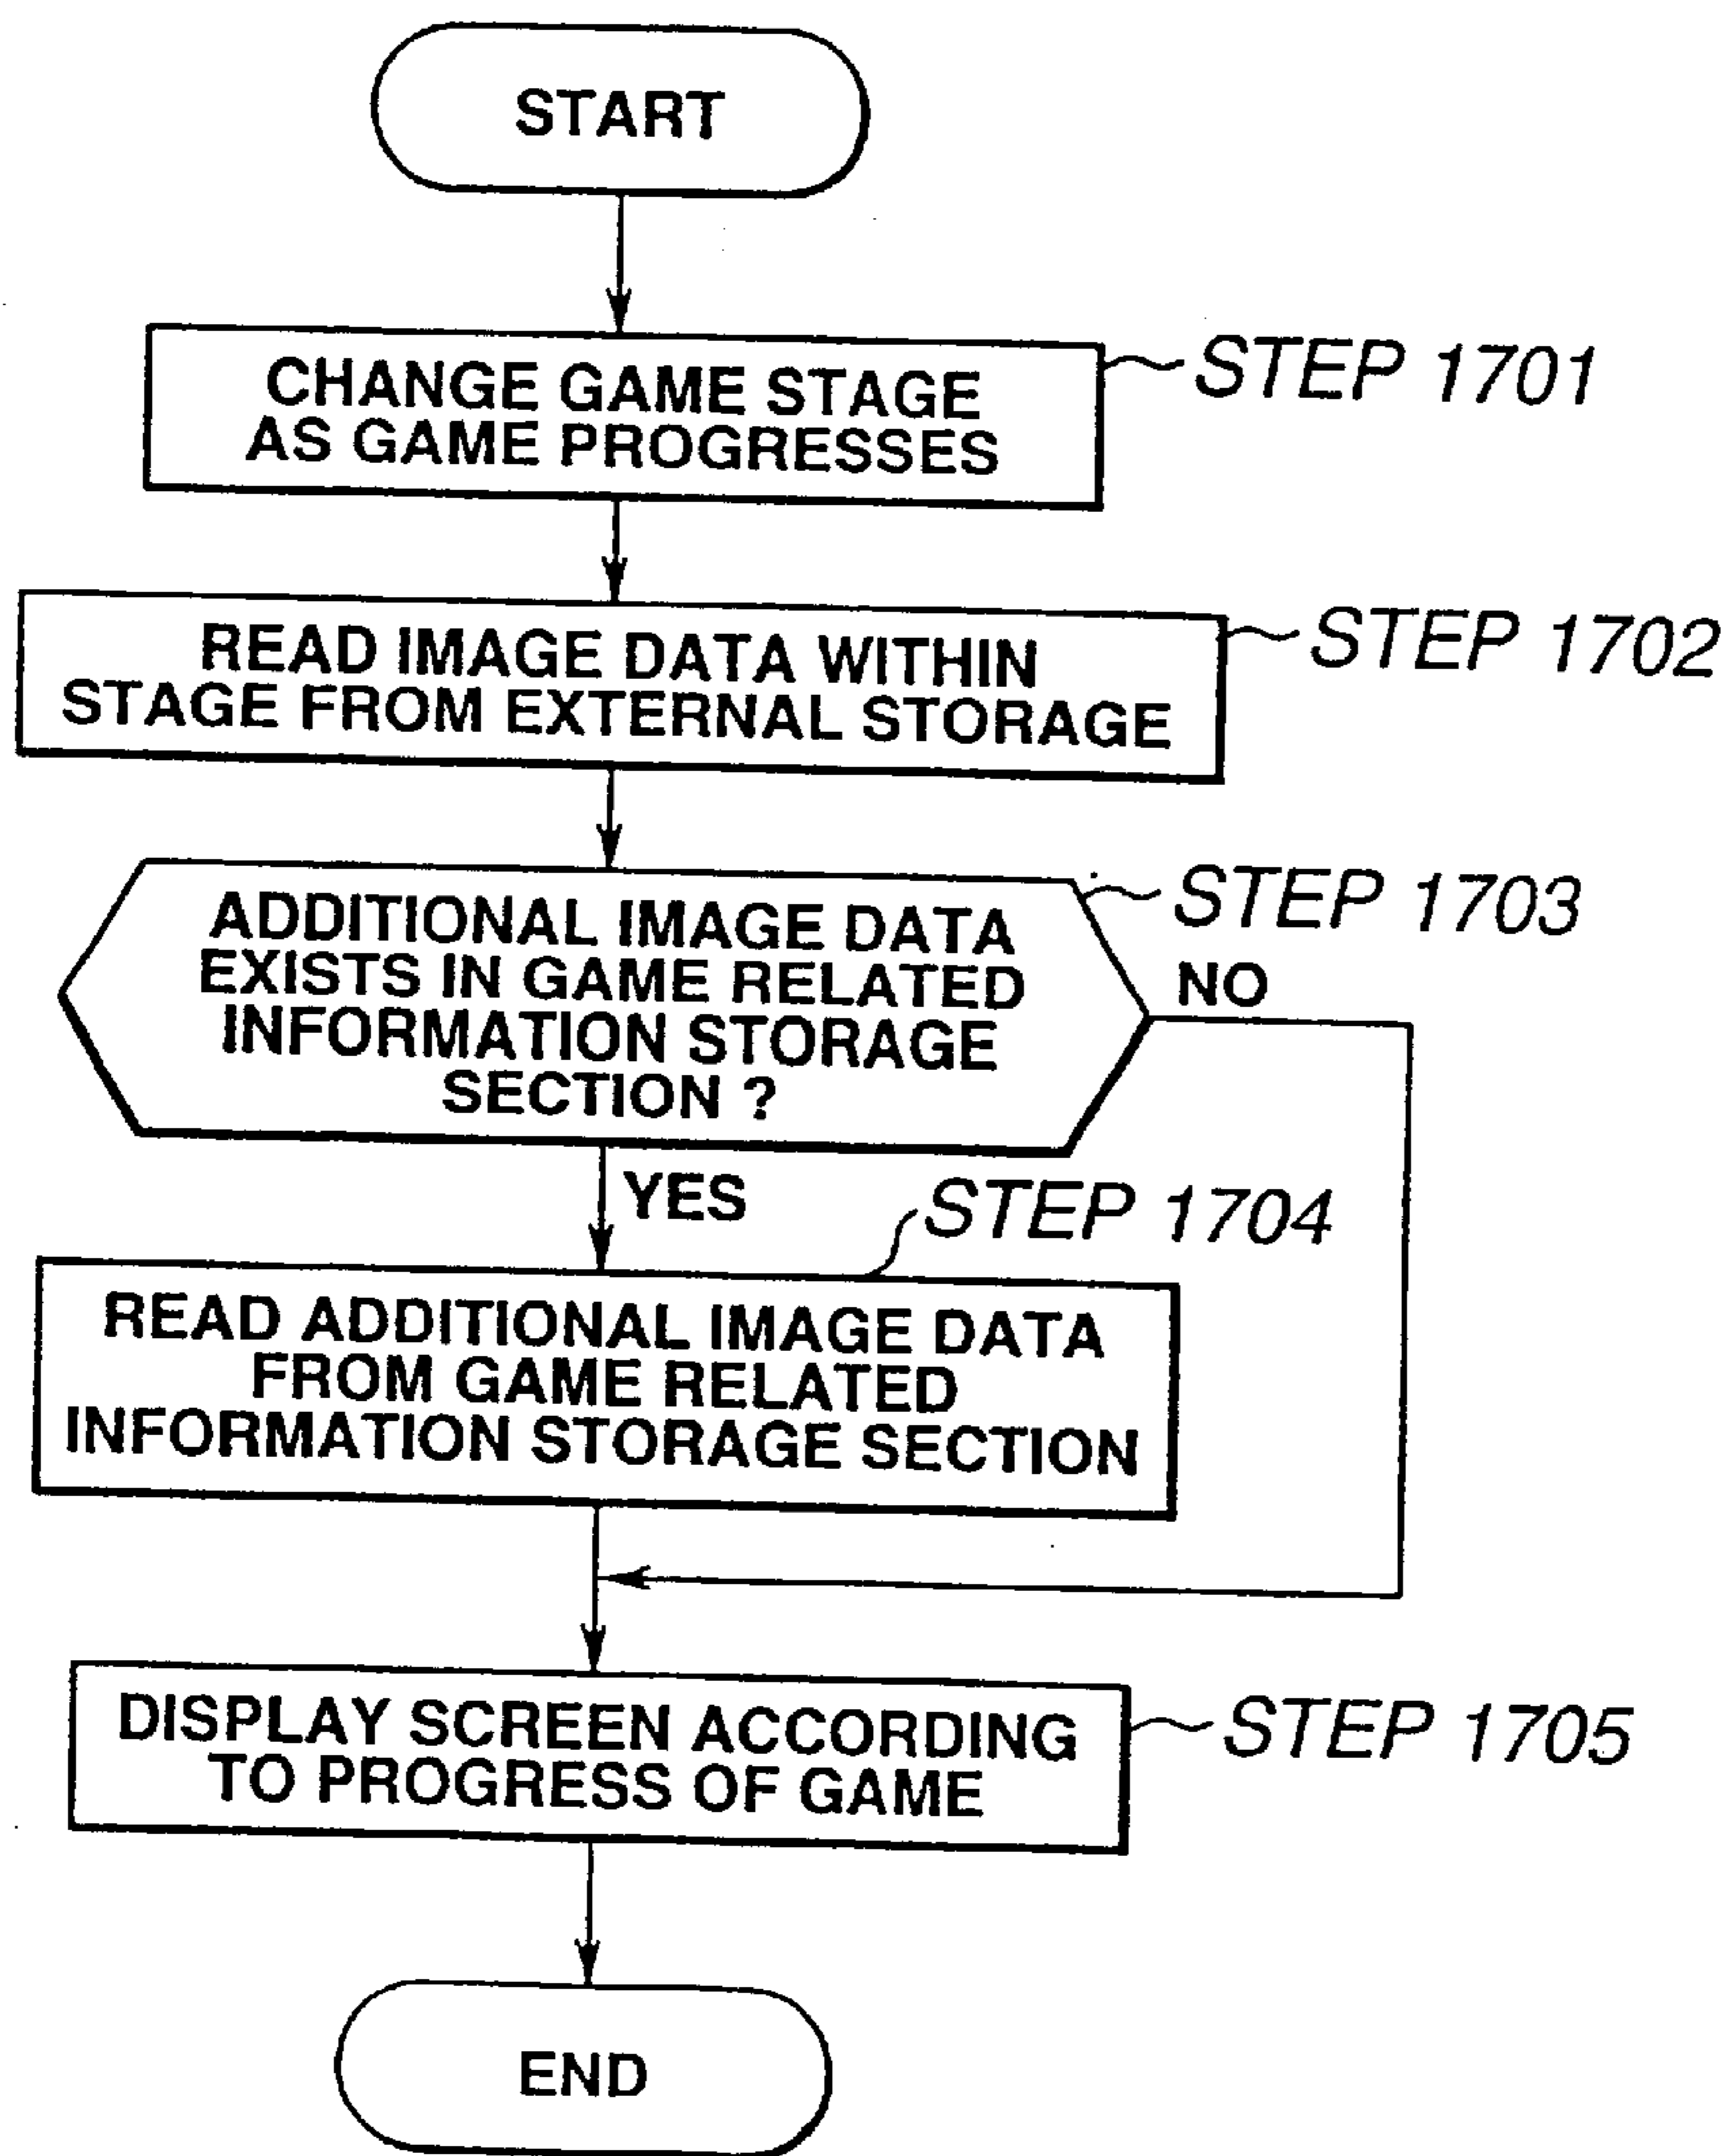 START
CHANGE GAME STAGE
AS GAME PROGRESSES
STEP 1701
READ IMAGE DATA WITHIN
STAGE FROM EXTERNAL STORAGE
STEP 1702
ADDITIONAL IMAGE DATA
EXISTS IN GAME RELATED
INFORMATION STORAGE
SECTION ?
STEP 1703
NO
YES
STEP 1704
READ ADDITIONAL IMAGE DATA
FROM GAME RELATED
INFORMATION STORAGE SECTION
DISPLAY SCREEN ACCORDING
TO PROGRESS OF GAME
STEP 1705
END